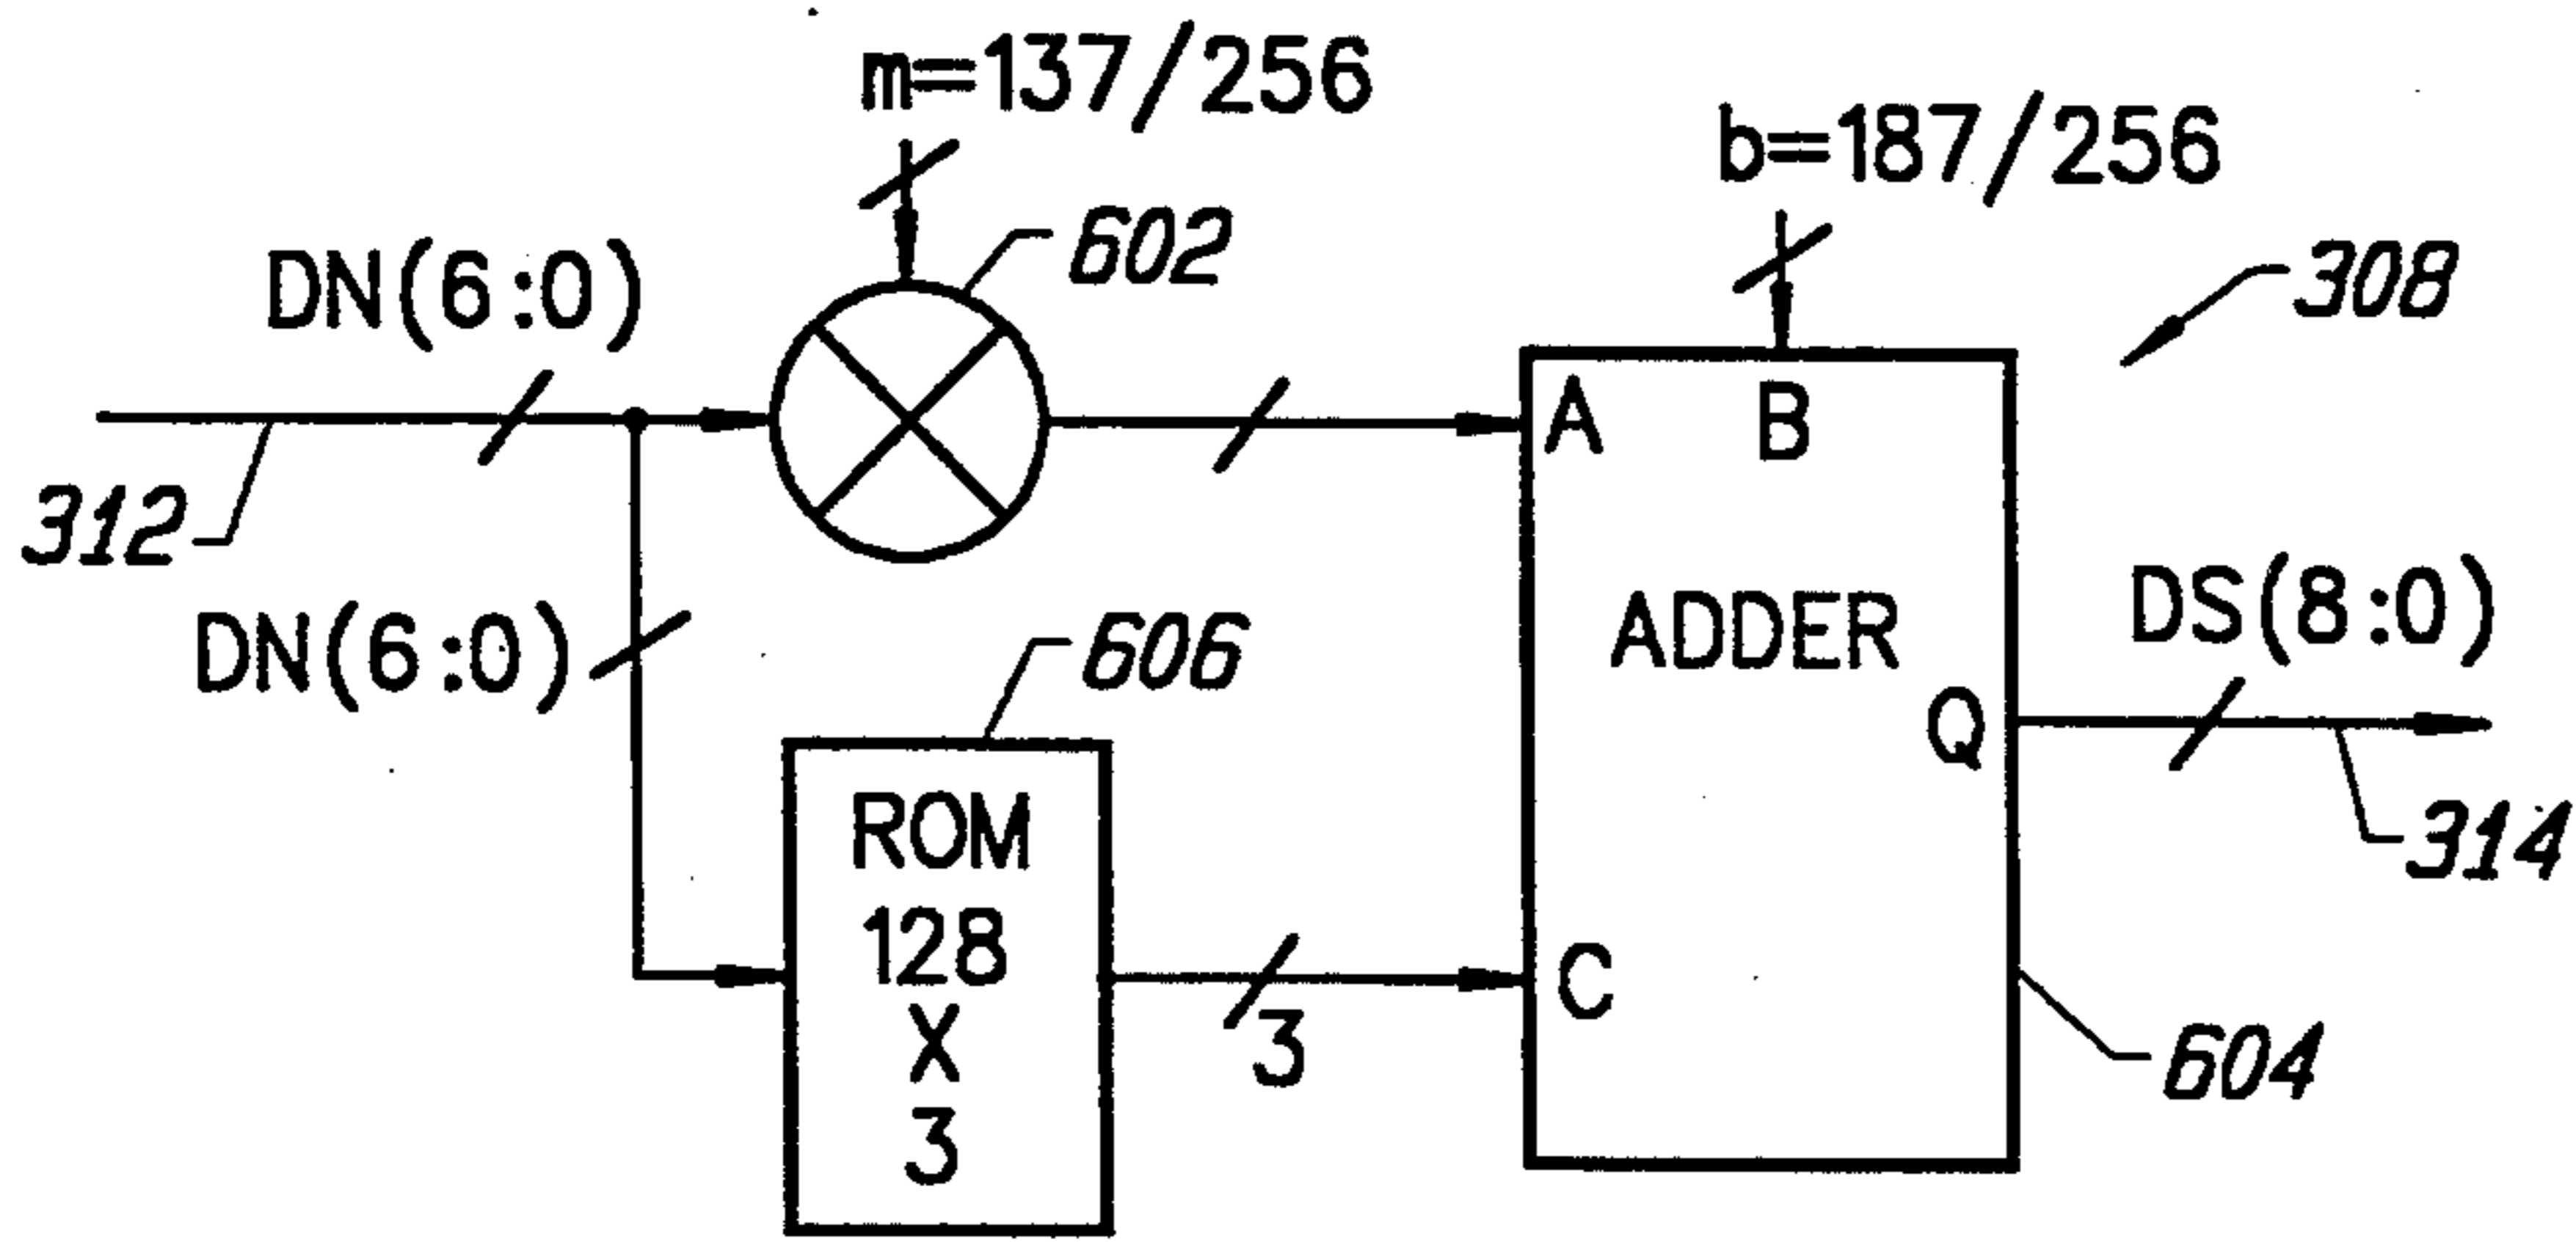 m=137/256
b=187/256
602
308
DN(6:0)
A
B
312
DN(6:0)
606
ADDER
DS(8:0)
Q
ROM
128
X
3
314
C
3
604